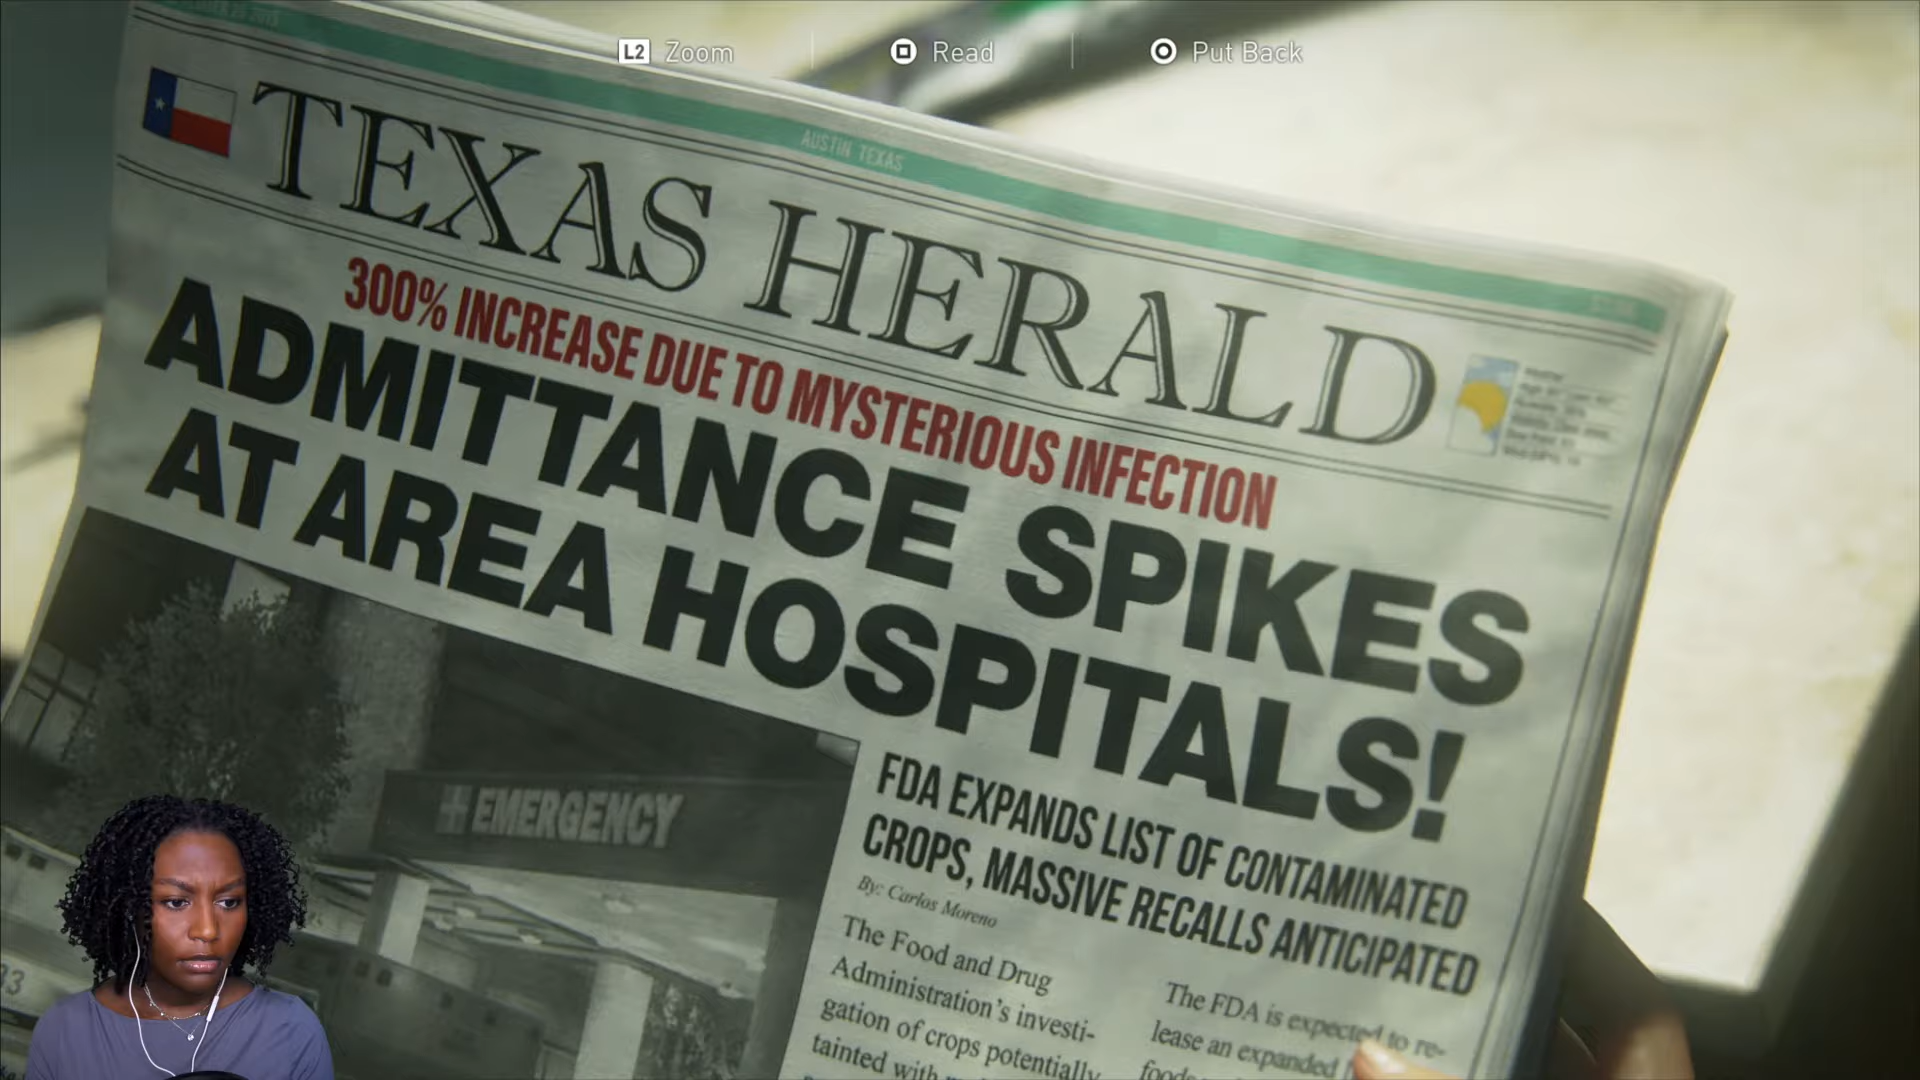 L2 Zoom
Read
Put Back
AUSTIN TEXAS
TEXAS HERALD
300% INCREASE DUE TO MYSTERIOUS INFECTION
ADMITTANCE SPIKES
AT AREA HOSPITALS!
EMERGENCY
FDA EXPANDS LIST OF CONTAMINATED
CROPS, MASSIVE RECALLS ANTICIPATED
By: Carlos Moreno
The Food and Drug
Administration's investi-
gation of crops potentially
tainted with
The FDA is expected to re-
lease an expanded